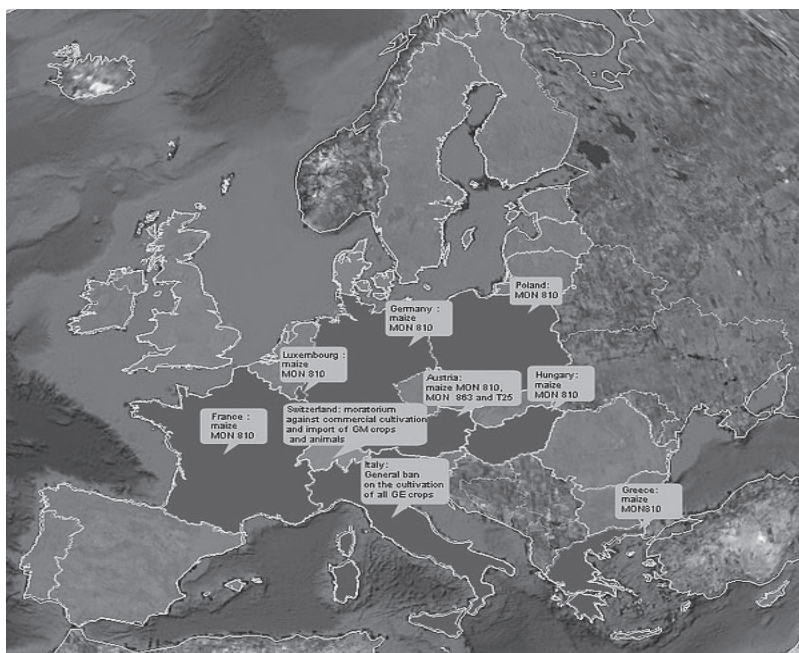 Poland:
MON 810
Germany :
maize
MON 810
Luxembourg :
maize
MON 810
Austria:
maize MON 810,
MON 863 and T25
Hungary:
maize
MON 810
France :
maize
MON 810
Switzerland: moratorium
against commercial cultivation
and import of GM crops
and animals
Italy:
General ban
on the cultivation
of all GE crops
Greece:
maize
MON810